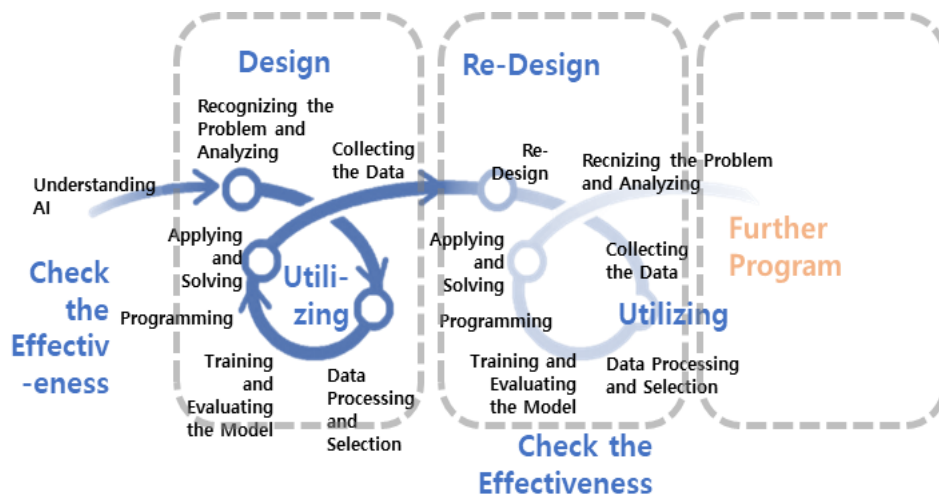 Design
Re-Design
Recognizing the
Problem and
Analyzing
Collecting
the Data
Re-
Design
Recnizing the Problem
and Analyzing
Understanding
AI
Applying
and
Solving
Utili-
zing
Applying
and
Solving
Collecting
the Data
Further
Program
Check
the
Effectiv
-eness
Programming
Programming
Utilizing
Training
and
Evaluating
the Model
Data
Processing
and
Selection
Training and
Evaluating
the Model
Data Processing
and Selection
Check the
Effectiveness